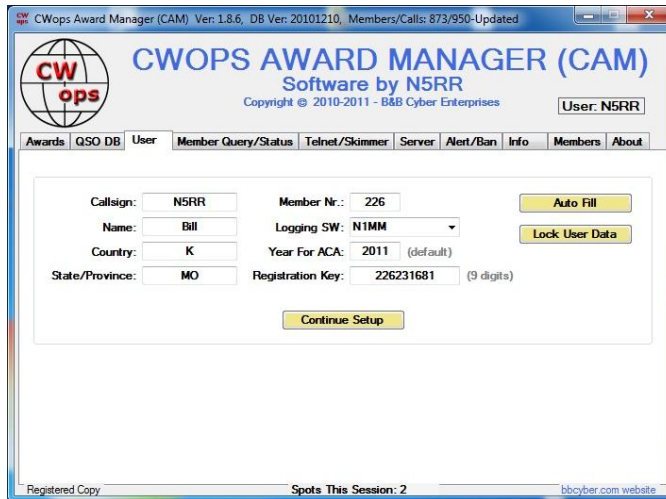 CWops Award Manager (CAM) Ver: 1.8.6, DB Ver: 20101210, Members/Calls: 873/950-Updated
CW
ops
CWOPS AWARD MANAGER (CAM)
Software by N5RR
Copyright © 2010-2011 - B&B Cyber Enterprises
User: N5RR
CW
ops
Awards QSO DB User Member Query/Status Telnet/Skimmer Server Alert/Ban Info Members About
Callsign: N5RR Member Nr.: 226 Auto Fill
Name: Bill Logging SW: N1MM Lock User Data
Country: K Year For ACA: 2011 (default)
State/Province: MO Registration Key: 226231681 (9 digits)
Continue Setup
Registered Copy Spots This Session: 2 bbcyber.com website